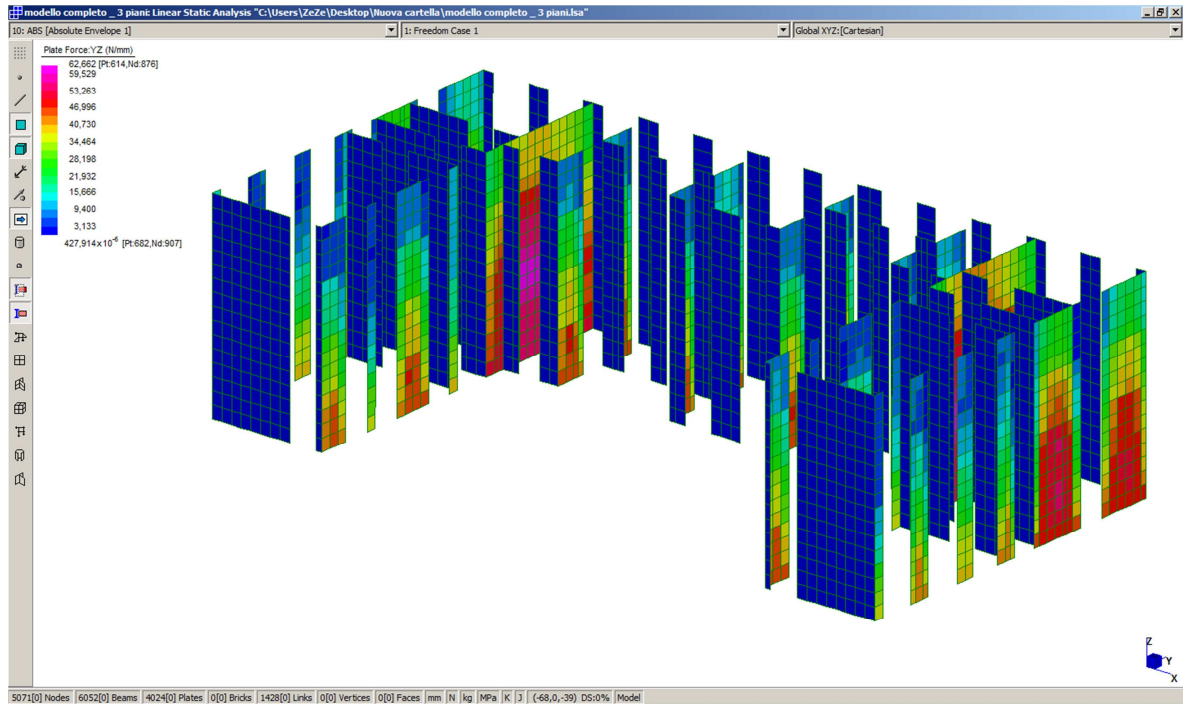 modello completo _ 3 piani: Linear Static Analysis "C:\Users\ZeZe\Desktop\Nuova cartella\modello completo _ 3 piani.lsa"
10: ABS [Absolute Envelope 1] 1: Freedom Case 1 Global XYZ:[Cartesian]
Plate Force:YZ (N/mm)
62,662 [Pt:614,Nd:876]
59,529
53,263
46,996
40,730
34,464
28,198
21,932
15,666
9,400
3,133
427,914x10⁻⁶ [Pt:682,Nd:907]
Z
Y
X
5071[0] Nodes 6052[0] Beams 4024[0] Plates 0[0] Bricks 1428[0] Links 0[0] Vertices 0[0] Faces mm N kg MPa K J (-68,0,-39) DS:0% Model